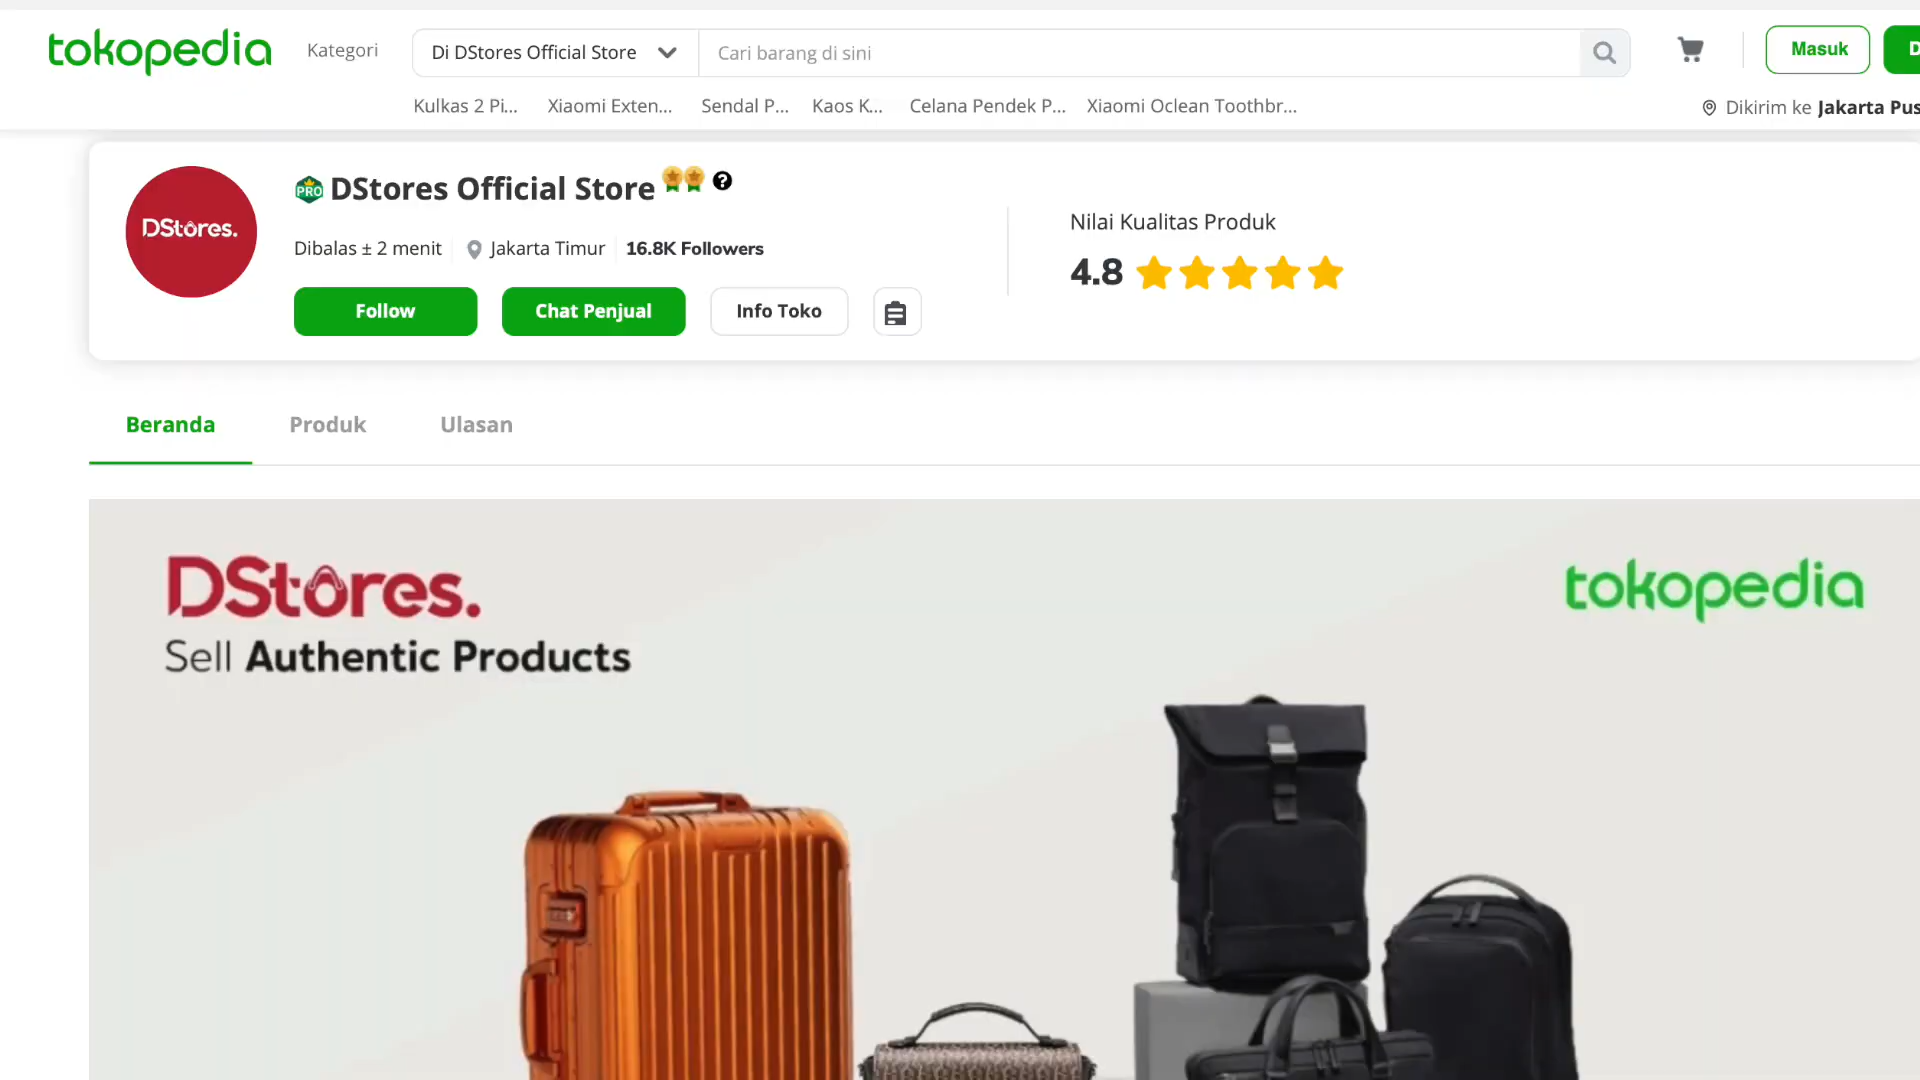 tokopedia
Kategori
Di DStores Official Store
Cari barang di sini
Masuk
D
Kulkas 2 Pi...
Xiaomi Exten...
Sendal P...
Kaos K...
Celana Pendek P...
Xiaomi Oclean Toothbr...
Dikirim ke Jakarta Pus
DStores.
PRO
DStores Official Store
Dibalas ± 2 menit
Jakarta Timur
16.8K Followers
Follow
Chat Penjual
Info Toko
Nilai Kualitas Produk
4.8
Beranda
Produk
Ulasan
DStores.
Sell Authentic Products
tokopedia